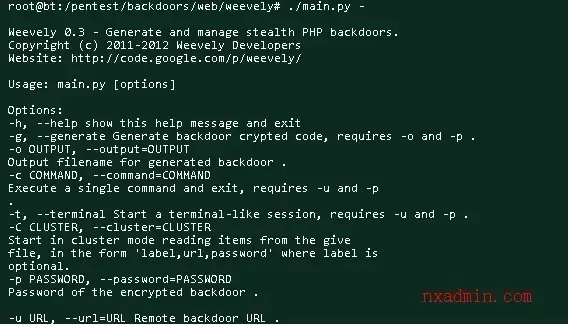 root@bt:/pentest/backdoors/web/weevely# ./main.py -
Weevely 0.3 - Generate and manage stealth PHP backdoors.
Copyright (c) 2011-2012 Weevely Developers
Website: http://code.google.com/p/weevely/
Usage: main.py [options]
Options:
-h, --help show this help message and exit
-g, --generate Generate backdoor crypted code, requires -o and -p .
-o OUTPUT, --output=OUTPUT
Output filename for generated backdoor .
-c COMMAND, --command=COMMAND
Execute a single command and exit, requires -u and -p
.
-t, --terminal Start a terminal-like session, requires -u and -p .
-C CLUSTER, --cluster=CLUSTER
Start in cluster mode reading items from the give
file, in the form 'label,url,password' where label is
optional.
-p PASSWORD, --password=PASSWORD
Password of the encrypted backdoor .
nxadmin.com
-u URL, --url=URL Remote backdoor URL .